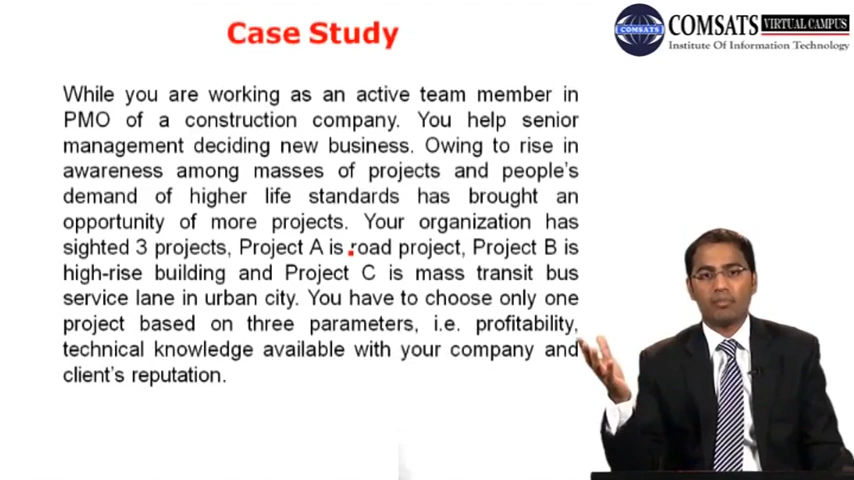 Case Study
COMSATS VIRTUAL CAMPUS
Institute Of Information Technology
COMSATS
While you are working as an active team member in
PMO of a construction company. You help senior
management deciding new business. Owing to rise in
awareness among masses of projects and people's
demand of higher life standards has brought an
opportunity of more projects. Your organization has
sighted 3 projects, Project A is road project, Project B is
high-rise building and Project C is mass transit bus
service lane in urban city. You have to choose only one
project based on three parameters, i.e. profitability,
technical knowledge available with your company and
client's reputation.